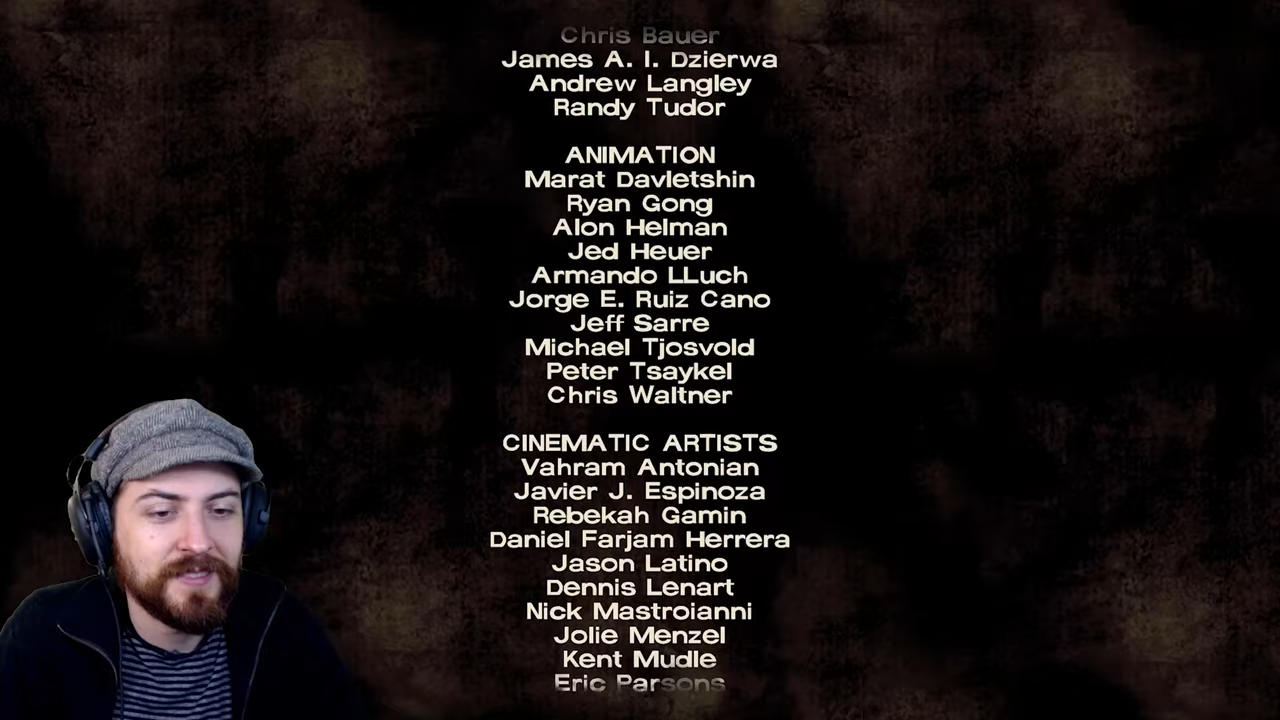 Chris Bauer
James A. I. Dzierwa
Andrew Langley
Randy Tudor
ANIMATION
Marat Davletshin
Ryan Gong
Alon Helman
Jed Heuer
Armando LLuch
Jorge E. Ruiz Cano
Jeff Sarre
Michael Tjosvold
Peter Tsaykel
Chris Waltner
CINEMATIC ARTISTS
Vahram Antonian
Javier J. Espinoza
Rebekah Gamin
Daniel Farjam Herrera
Jason Latino
Dennis Lenart
Nick Mastroianni
Jolie Menzel
Kent Mudle
Eric Parsons